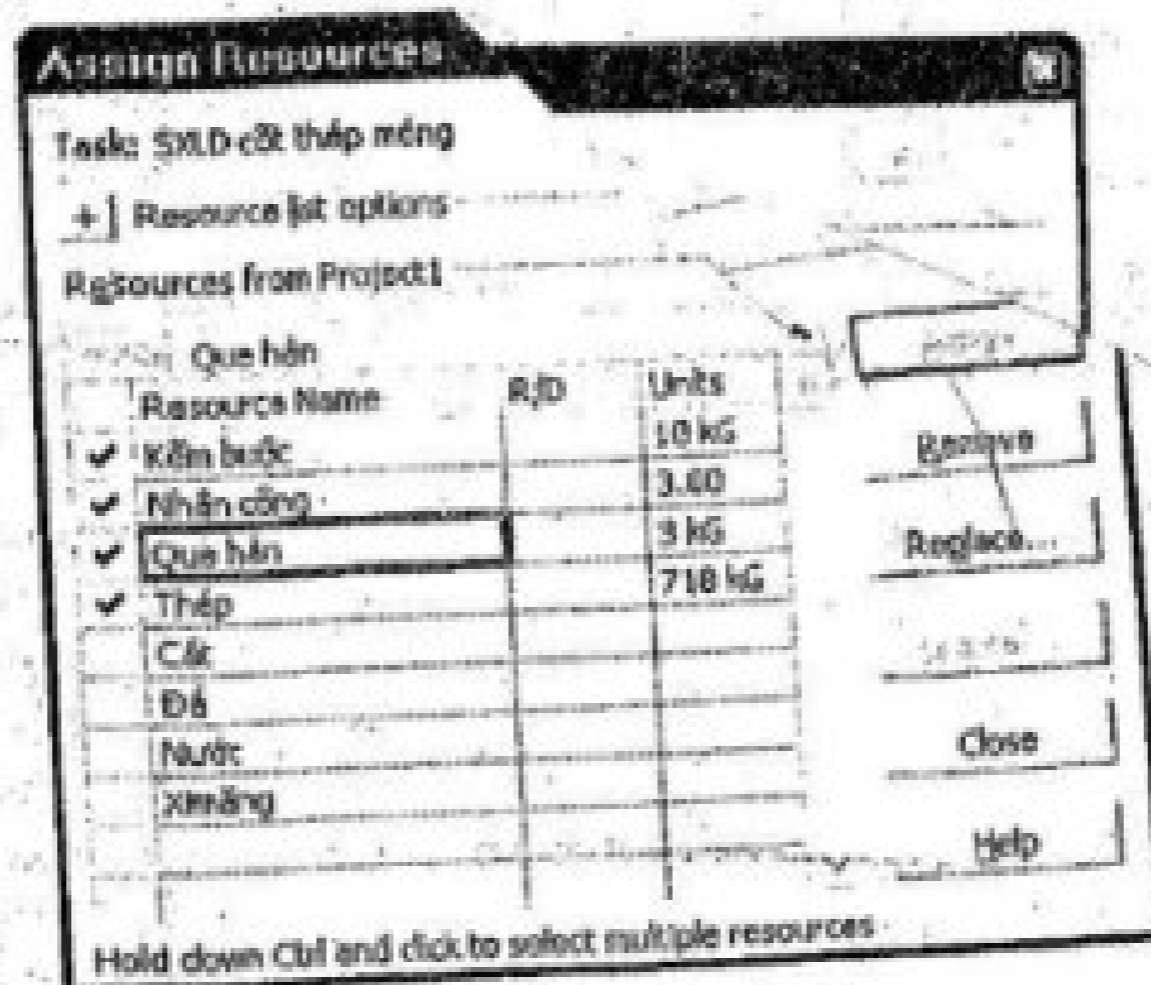 Assign Resources
Task: SXLD cốt thép móng
+ Resource list options
Resources from Project1
Que hàn
Resource Name R/D Units
Kẽm buộc 10 kG
Nhân công 3.00
Que hàn 3 kG
Thép 718 kG
Cát
Đá
Nước
Ximăng
Remove
Replace...
Close
Help
Hold down Ctrl and click to select multiple resources